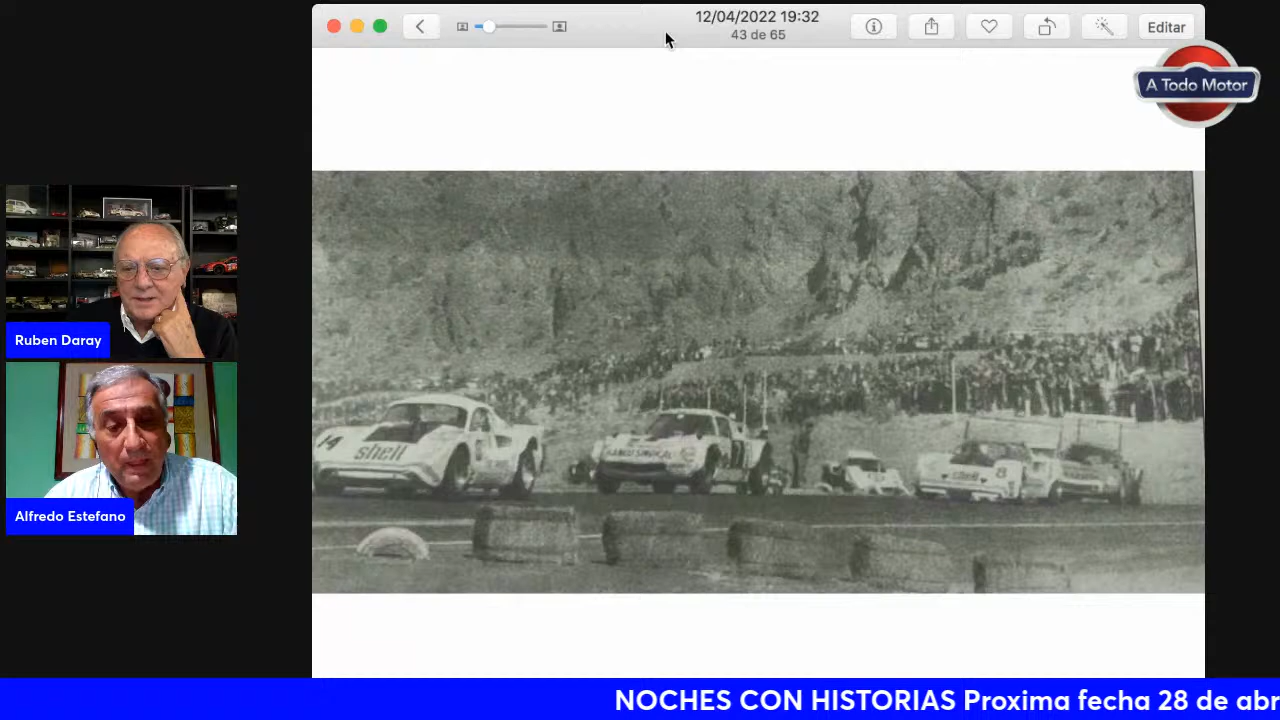 12/04/2022 19:32
43 de 65
Editar
A Todo Motor
Ruben Daray
Alfredo Estefano
14
shell
8
NOCHES CON HISTORIAS Proxima fecha 28 de abr